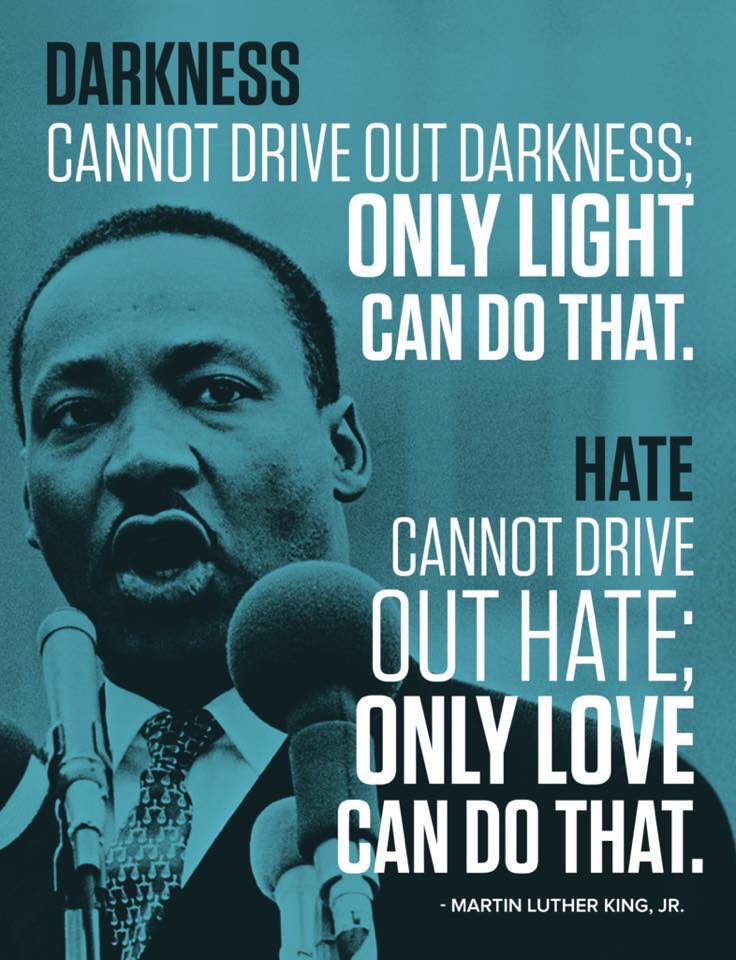 DARKNESS
CANNOT DRIVE OUT DARKNESS;
ONLY LIGHT
CAN DO THAT.
HATE
CANNOT DRIVE
OUT HATE;
ONLY LOVE
CAN DO THAT.
- MARTIN LUTHER KING, JR.